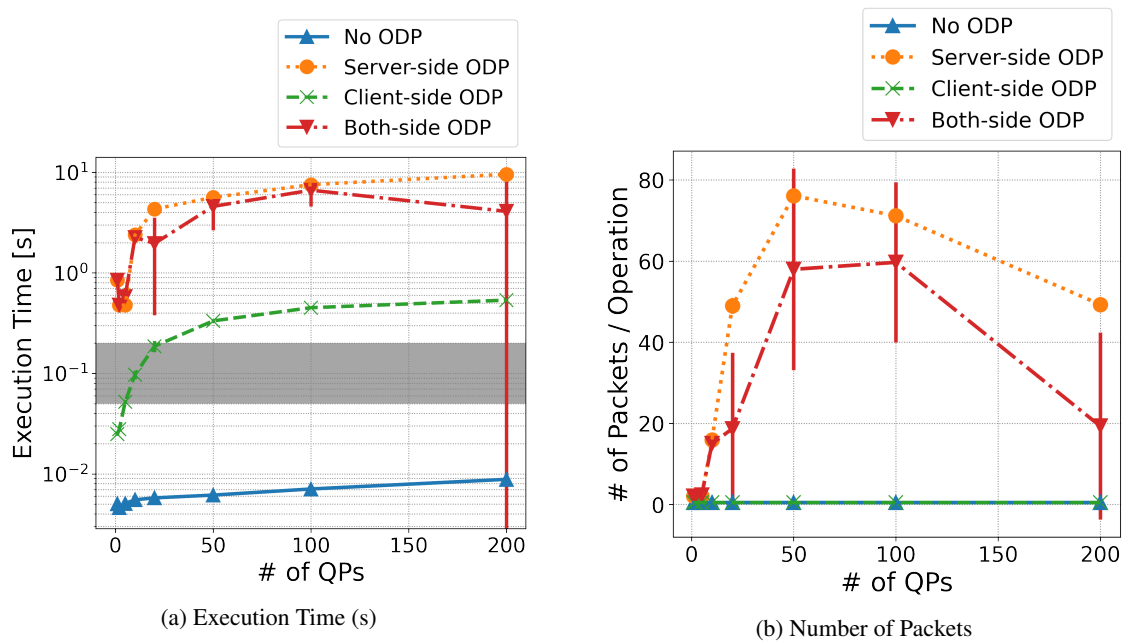 No ODP
Server-side ODP
Client-side ODP
Both-side ODP
10^1
10^0
10^-1
10^-2
Execution Time [s]
0 50 100 150 200
# of QPs
(a) Execution Time (s)
No ODP
Server-side ODP
Client-side ODP
Both-side ODP
80
60
40
20
0
# of Packets / Operation
0 50 100 150 200
# of QPs
(b) Number of Packets